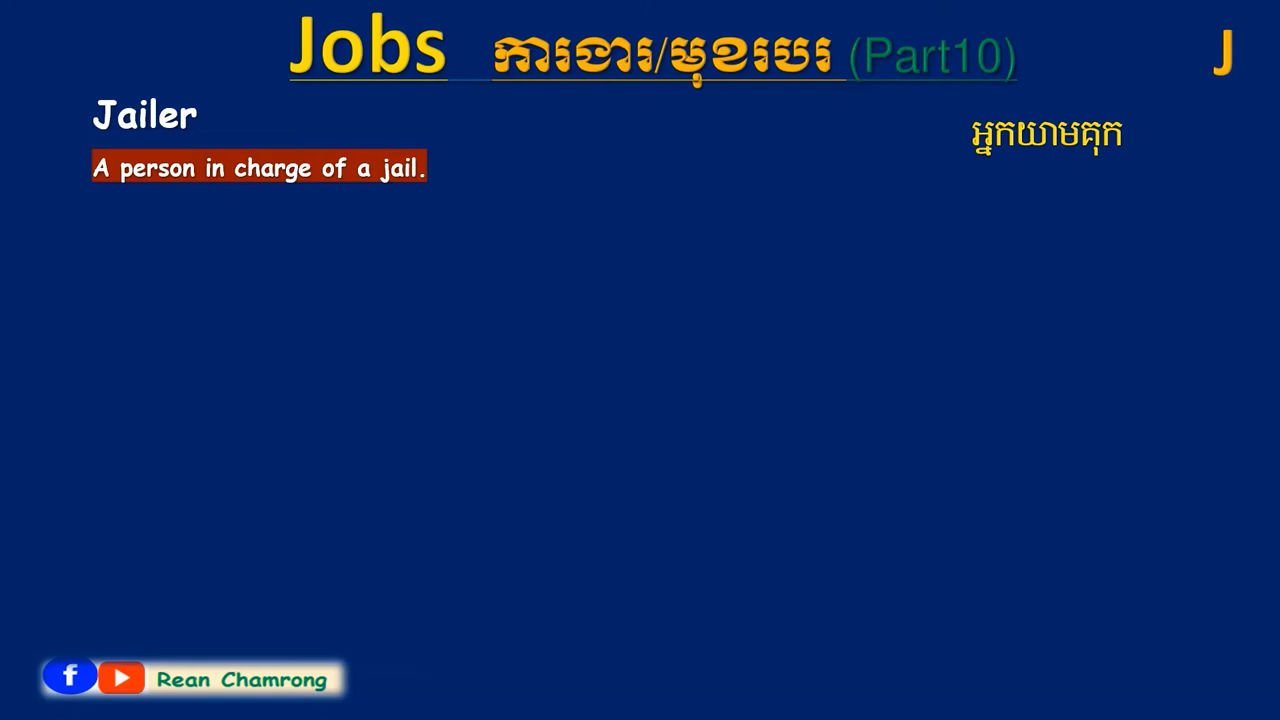 Jobs ការងារ/មុខរបរ (Part10)
J
Jailer
អ្នកយាមគុក
A person in charge of a jail.
f Rean Chamrong